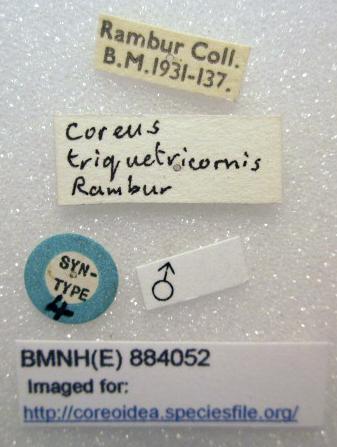 Rambur Coll.
B.M.1931-137.
Coreus
triquetricornis
Rambur
SYN-
TYPE
4
♂
BMNH(E) 884052
Imaged for:
http://coreoidea.speciesfile.org/